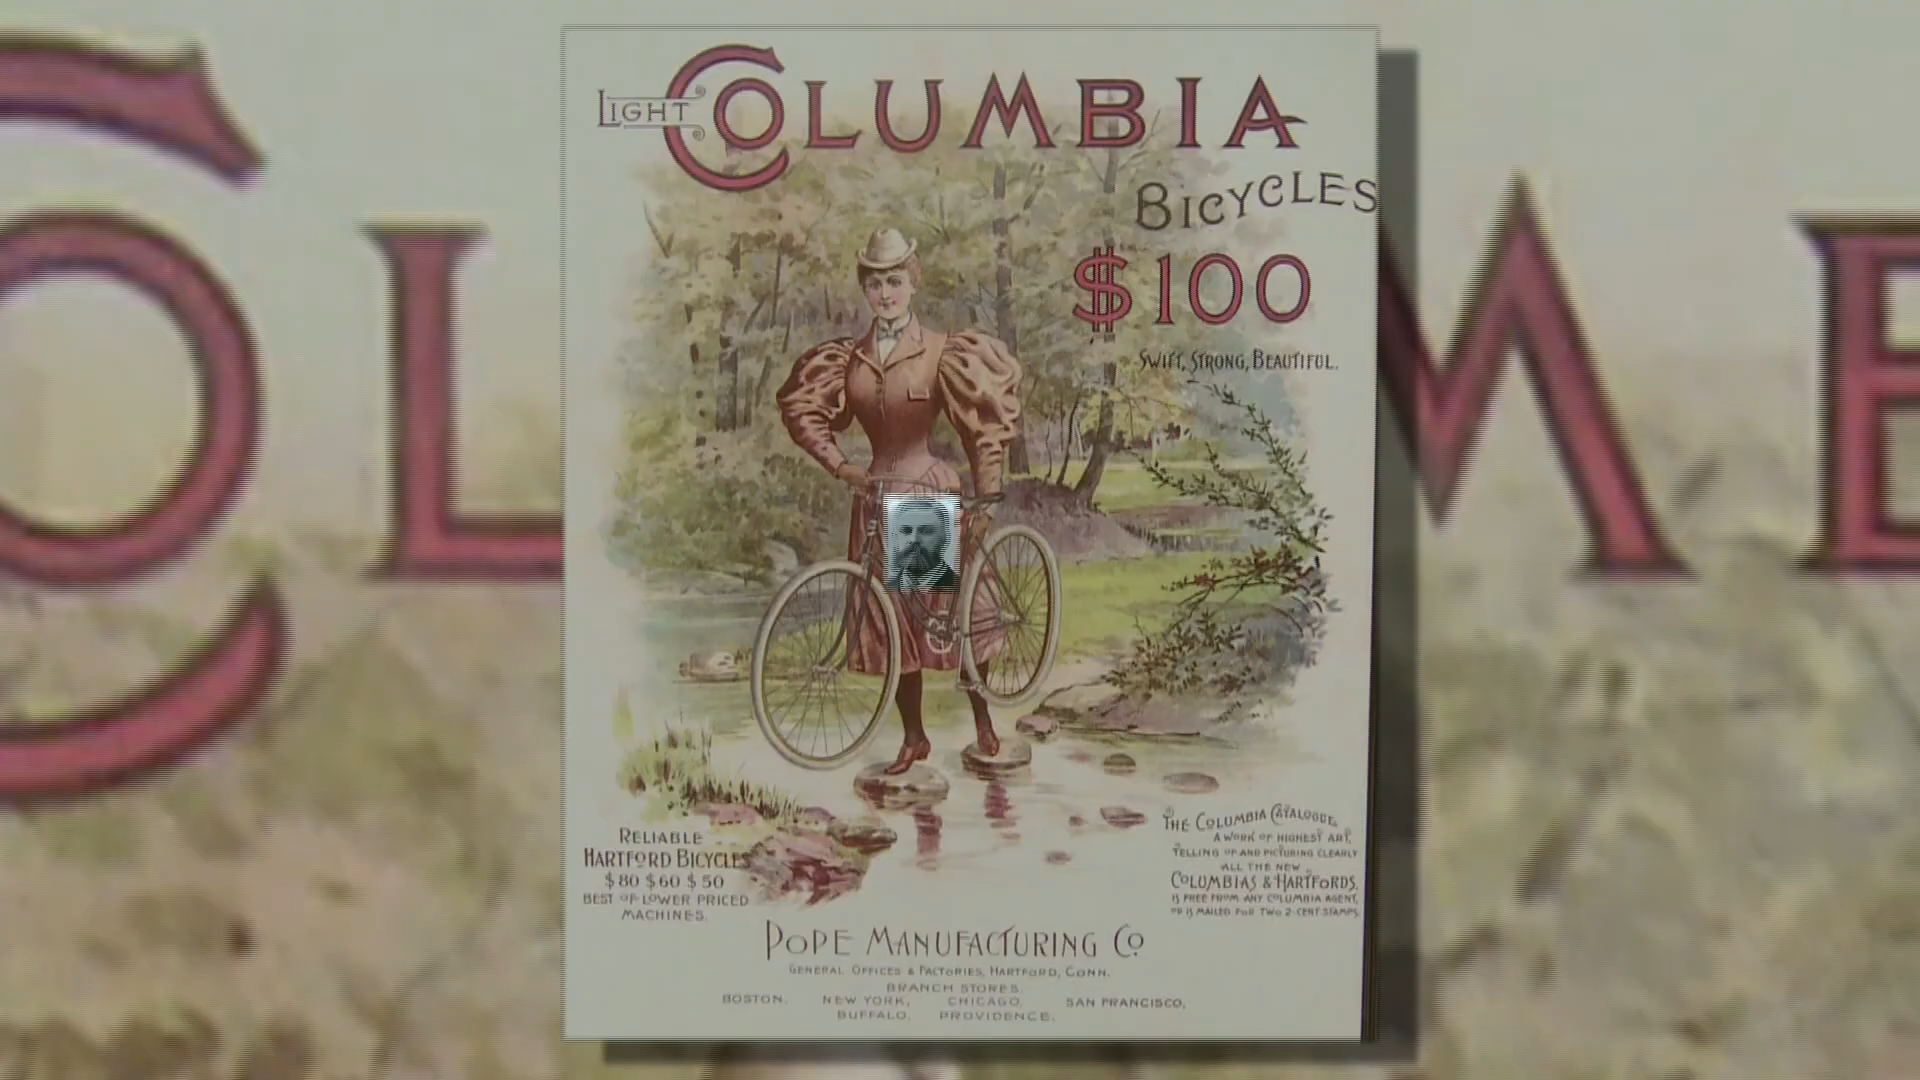 LIGHT COLUMBIA
BICYCLES
$100
SWIFT, STRONG, BEAUTIFUL.
RELIABLE
HARTFORD BICYCLES
$80 $60 $50
BEST OF LOWER PRICED
MACHINES.
THE COLUMBIA CATALOGUE,
A WORK OF HIGHEST ART,
TELLING OF AND PICTURING CLEARLY
ALL THE NEW
COLUMBIAS & HARTFORDS,
IS FREE FROM ANY COLUMBIA AGENT,
OR IS MAILED FOR TWO 2-CENT STAMPS.
POPE MANUFACTURING CO
GENERAL OFFICES & FACTORIES, HARTFORD, CONN.
BRANCH STORES.
BOSTON. NEW YORK, CHICAGO. SAN FRANCISCO,
BUFFALO. PROVIDENCE.